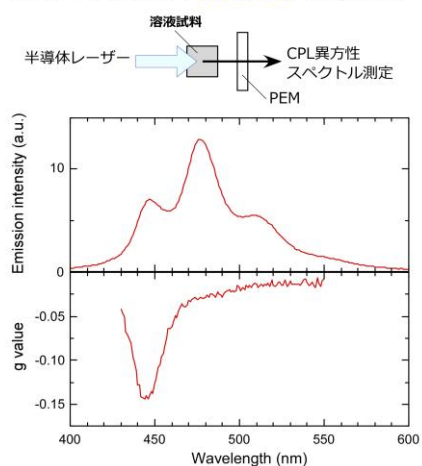 溶液試料
半導体レーザー
CPL異方性
スペクトル測定
PEM
Emission intensity (a.u.)
10
0
g value
-0.05
-0.10
-0.15
400 450 500 550 600
Wavelength (nm)